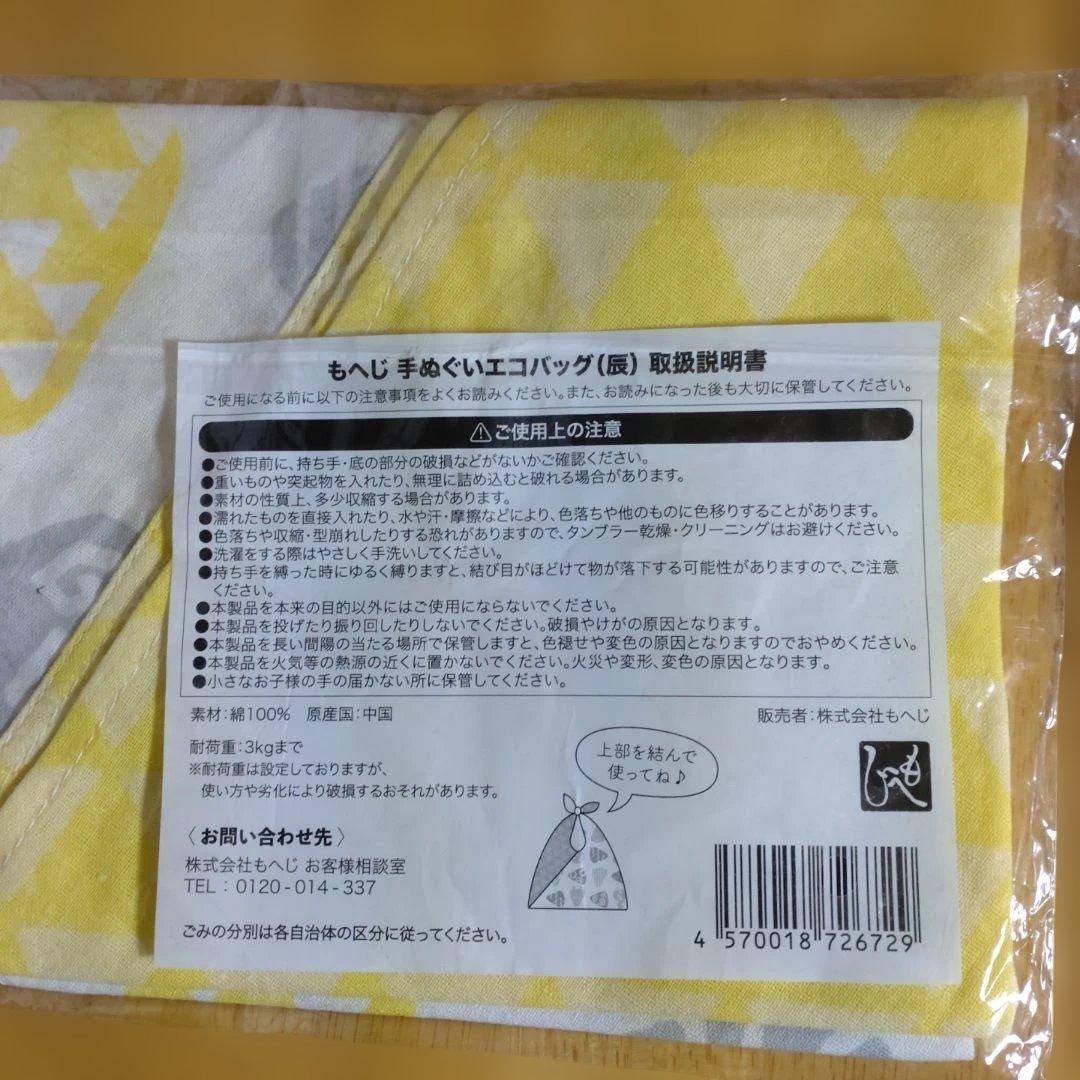 もへじ 手ぬぐいエコバッグ(辰) 取扱説明書
ご使用になる前に以下の注意事項をよくお読みください。また、お読みになった後も大切に保管してください。
⚠ご使用上の注意
●ご使用前に、持ち手・底の部分の破損などがないかご確認ください。
●重いものや突起物を入れたり、無理に詰め込むと破れる場合があります。
●素材の性質上、多少収縮する場合があります。
●濡れたものを直接入れたり、水や汗・摩擦などにより、色落ちや他のものに色移りすることがあります。
●色落ちや収縮・型崩れしたりする恐れがありますので、タンブラー乾燥・クリーニングはお避けください。
●洗濯をする際はやさしく手洗いしてください。
●持ち手を縛った時にゆるく縛りますと、結び目がほどけて物が落下する可能性がありますので、ご注意
ください。
●本製品を本来の目的以外にはご使用にならないでください。
●本製品を投げたり振り回したりしないでください。破損やけがの原因となります。
●本製品を長い間陽の当たる場所で保管しますと、色褪せや変色の原因となりますのでおやめください。
●本製品を火気等の熱源の近くに置かないでください。火災や変形、変色の原因となります。
●小さなお子様の手の届かない所に保管してください。
素材:綿100% 原産国:中国
販売者:株式会社もへじ
耐荷重:3kgまで
※耐荷重は設定しておりますが、
使い方や劣化により破損するおそれがあります。
上部を結んで
使ってね♪
もへじ
〈お問い合わせ先〉
株式会社もへじ お客様相談室
TEL:0120-014-337
ごみの分別は各自治体の区分に従ってください。
4 570018 726729